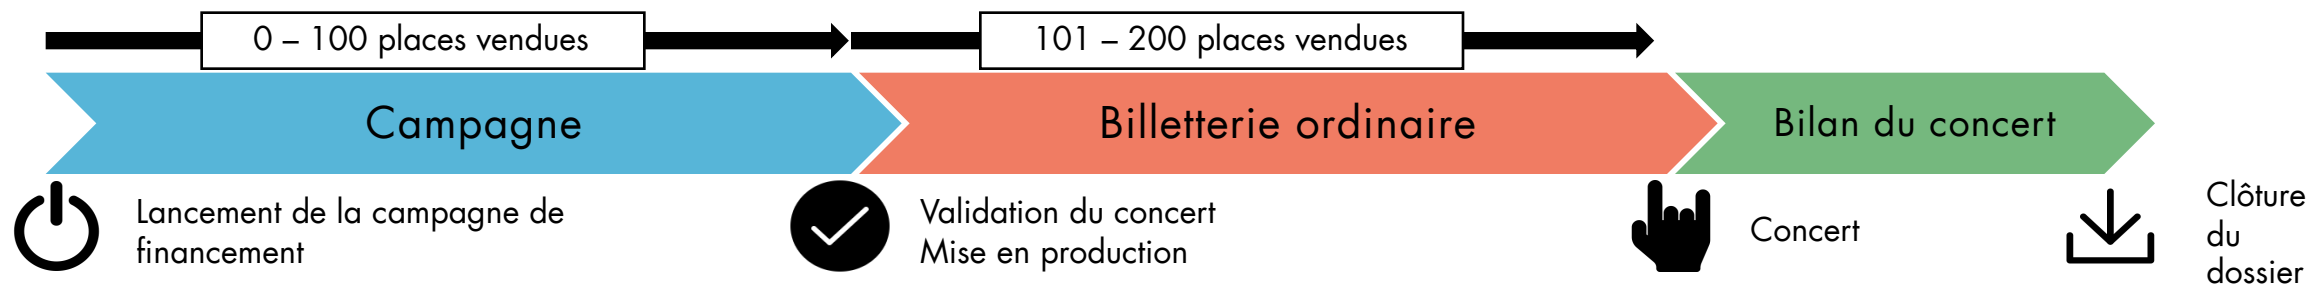 0 – 100 places vendues
101 – 200 places vendues
Campagne
Billetterie ordinaire
Bilan du concert
Lancement de la campagne de
financement
Validation du concert
Mise en production
Concert
Clôture
du
dossier